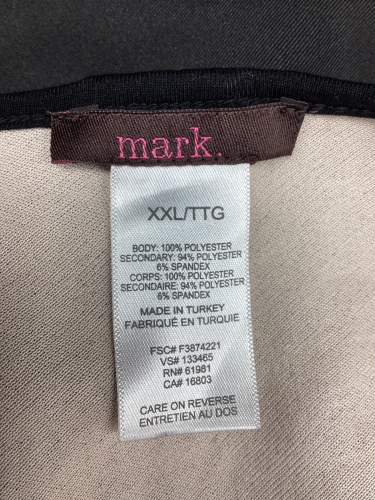 mark.
XXL/TTG
BODY: 100% POLYESTER
SECONDARY: 94% POLYESTER
6% SPANDEX
CORPS: 100% POLYESTER
SECONDAIRE: 94% POLYESTER
6% SPANDEX
MADE IN TURKEY
FABRIQUÉ EN TURQUIE
FSC# F3874221
VS# 133465
RN# 61981
CA# 16803
CARE ON REVERSE
ENTRETIEN AU DOS